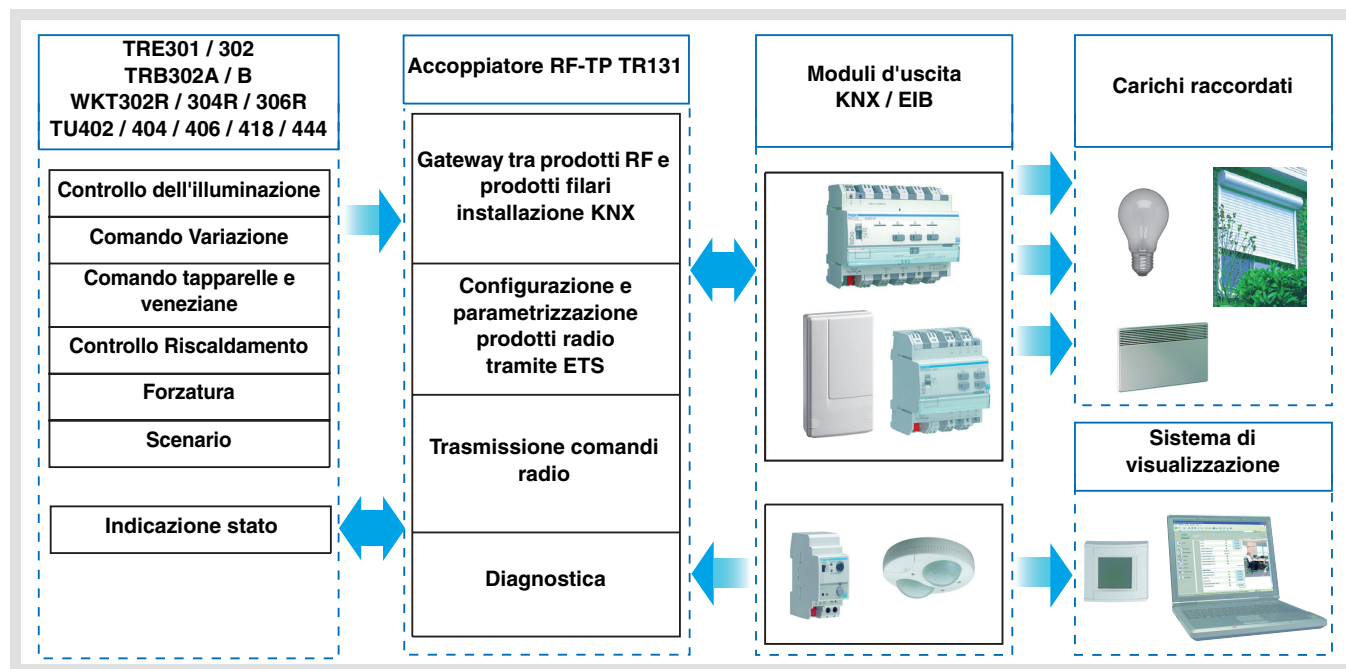 TRE301 / 302
TRB302A / B
WKT302R / 304R / 306R
TU402 / 404 / 406 / 418 / 444
Controllo dell'illuminazione
Comando Variazione
Comando tapparelle e
veneziane
Controllo Riscaldamento
Forzatura
Scenario
Indicazione stato
Accoppiatore RF-TP TR131
Gateway tra prodotti RF e
prodotti filari
installazione KNX
Configurazione e
parametrizzazione
prodotti radio
tramite ETS
Trasmissione comandi
radio
Diagnostica
Moduli d'uscita
KNX / EIB
Carichi raccordati
Sistema di
visualizzazione